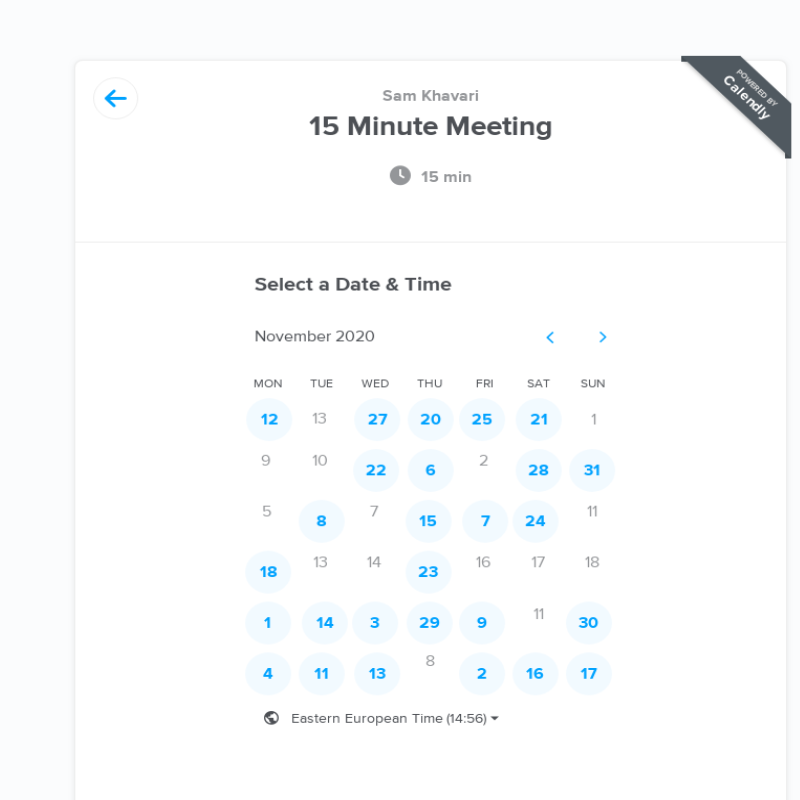 POWERED BY
Calendly
Sam Khavari
15 Minute Meeting
15 min
Select a Date & Time
November 2020
MON TUE WED THU FRI SAT SUN
12 13 27 20 25 21 1
9 10 22 6 2 28 31
5 8 7 15 7 24 11
18 13 14 23 16 17 18
1 14 3 29 9 11 30
4 11 13 8 2 16 17
Eastern European Time (14:56)